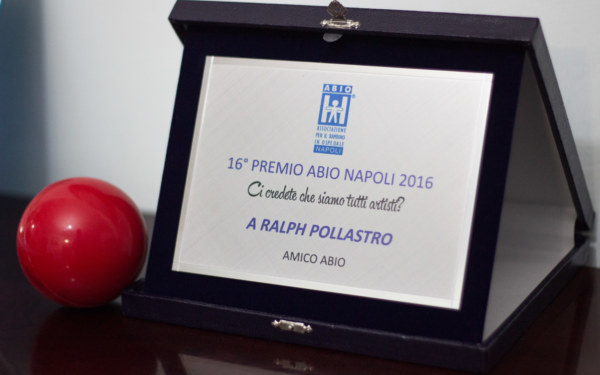 ABIO
®
ASSOCIAZIONE
PER IL BAMBINO
IN OSPEDALE
NAPOLI
16° PREMIO ABIO NAPOLI 2016
Ci credete che siamo tutti artisti?
A RALPH POLLASTRO
AMICO ABIO